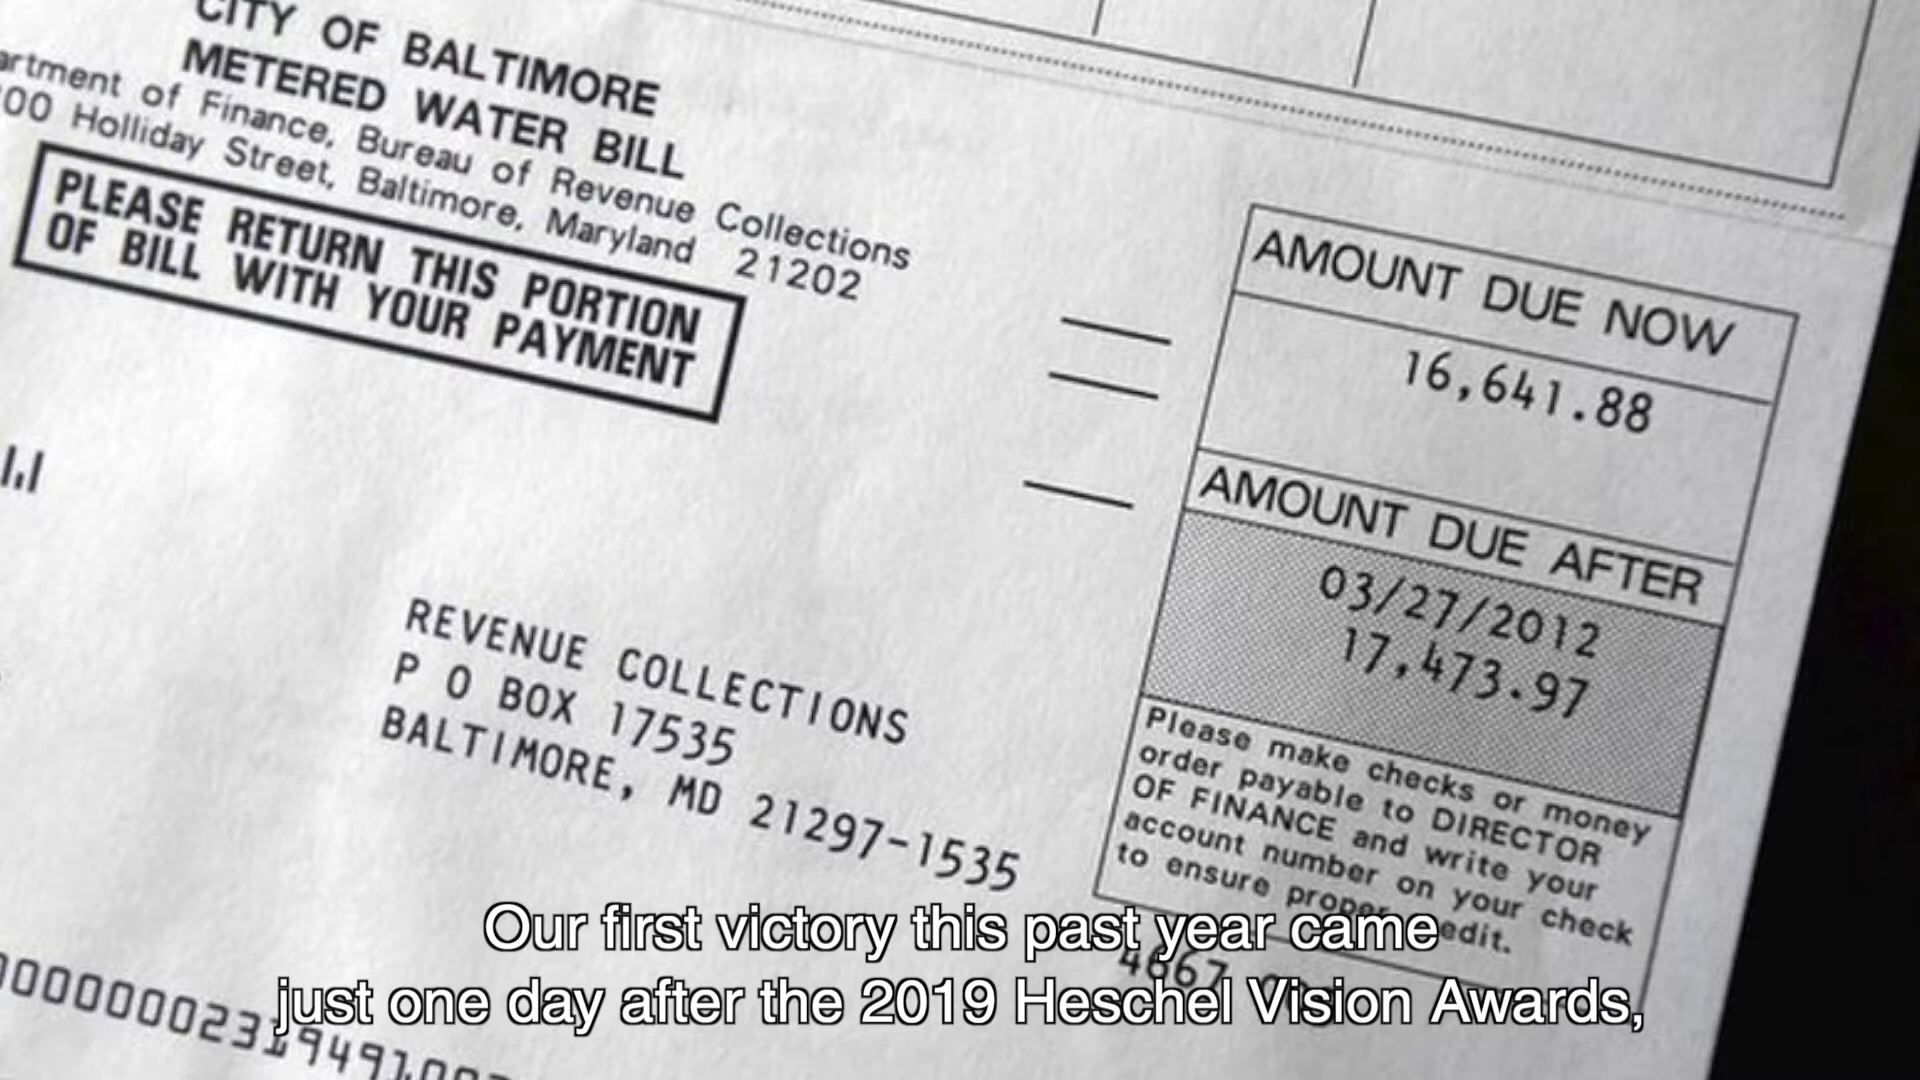 CITY OF BALTIMORE
METERED WATER BILL
of Finance, Bureau of Revenue Collections
Holliday Street, Baltimore, Maryland 21202
PLEASE RETURN THIS PORTION
OF BILL WITH YOUR PAYMENT
AMOUNT DUE NOW
16,641.88
AMOUNT DUE AFTER
03/27/2012
17,473.97
Please make checks or money
order payable to DIRECTOR
OF FINANCE and write your
account number on your check
to ensure proper
REVENUE COLLECTIONS
P O BOX 17535
BALTIMORE, MD 21297-1535
4667
Our first victory this past year came
just one day after the 2019 Heschel Vision Awards,